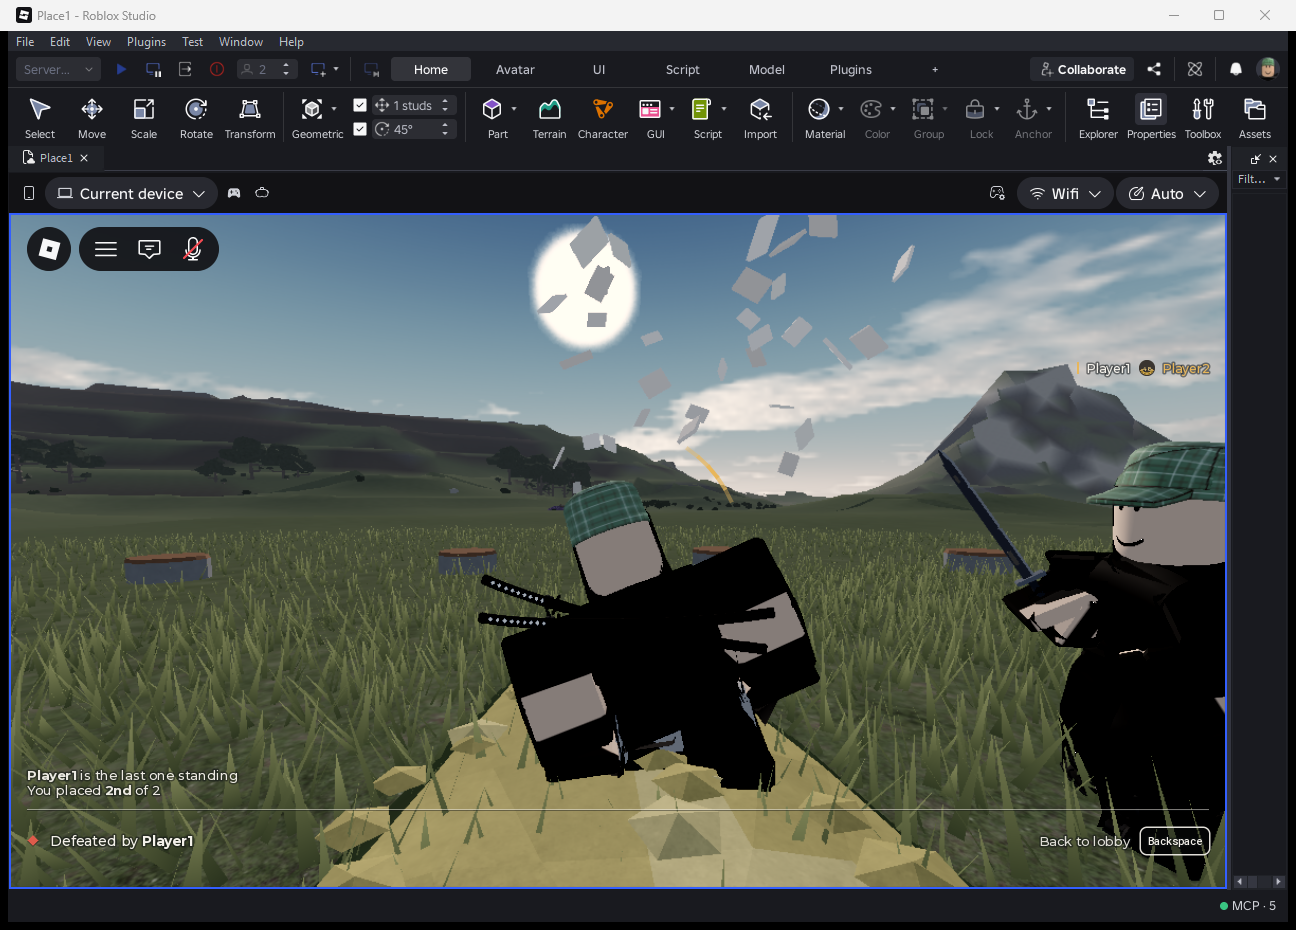 Place1 - Roblox Studio
File Edit View Plugins Test Window Help
Server... 2 Home Avatar UI Script Model Plugins + Collaborate
1 studs
45°
Select Move Scale Rotate Transform Geometric Part Terrain Character GUI Script Import Material Color Group Lock Anchor Explorer Properties Toolbox Assets
Place1
Filt...
Current device Wifi Auto
Player1 Player2
Player1 is the last one standing
You placed 2nd of 2
Defeated by Player1 Back to lobby Backspace
MCP · 5